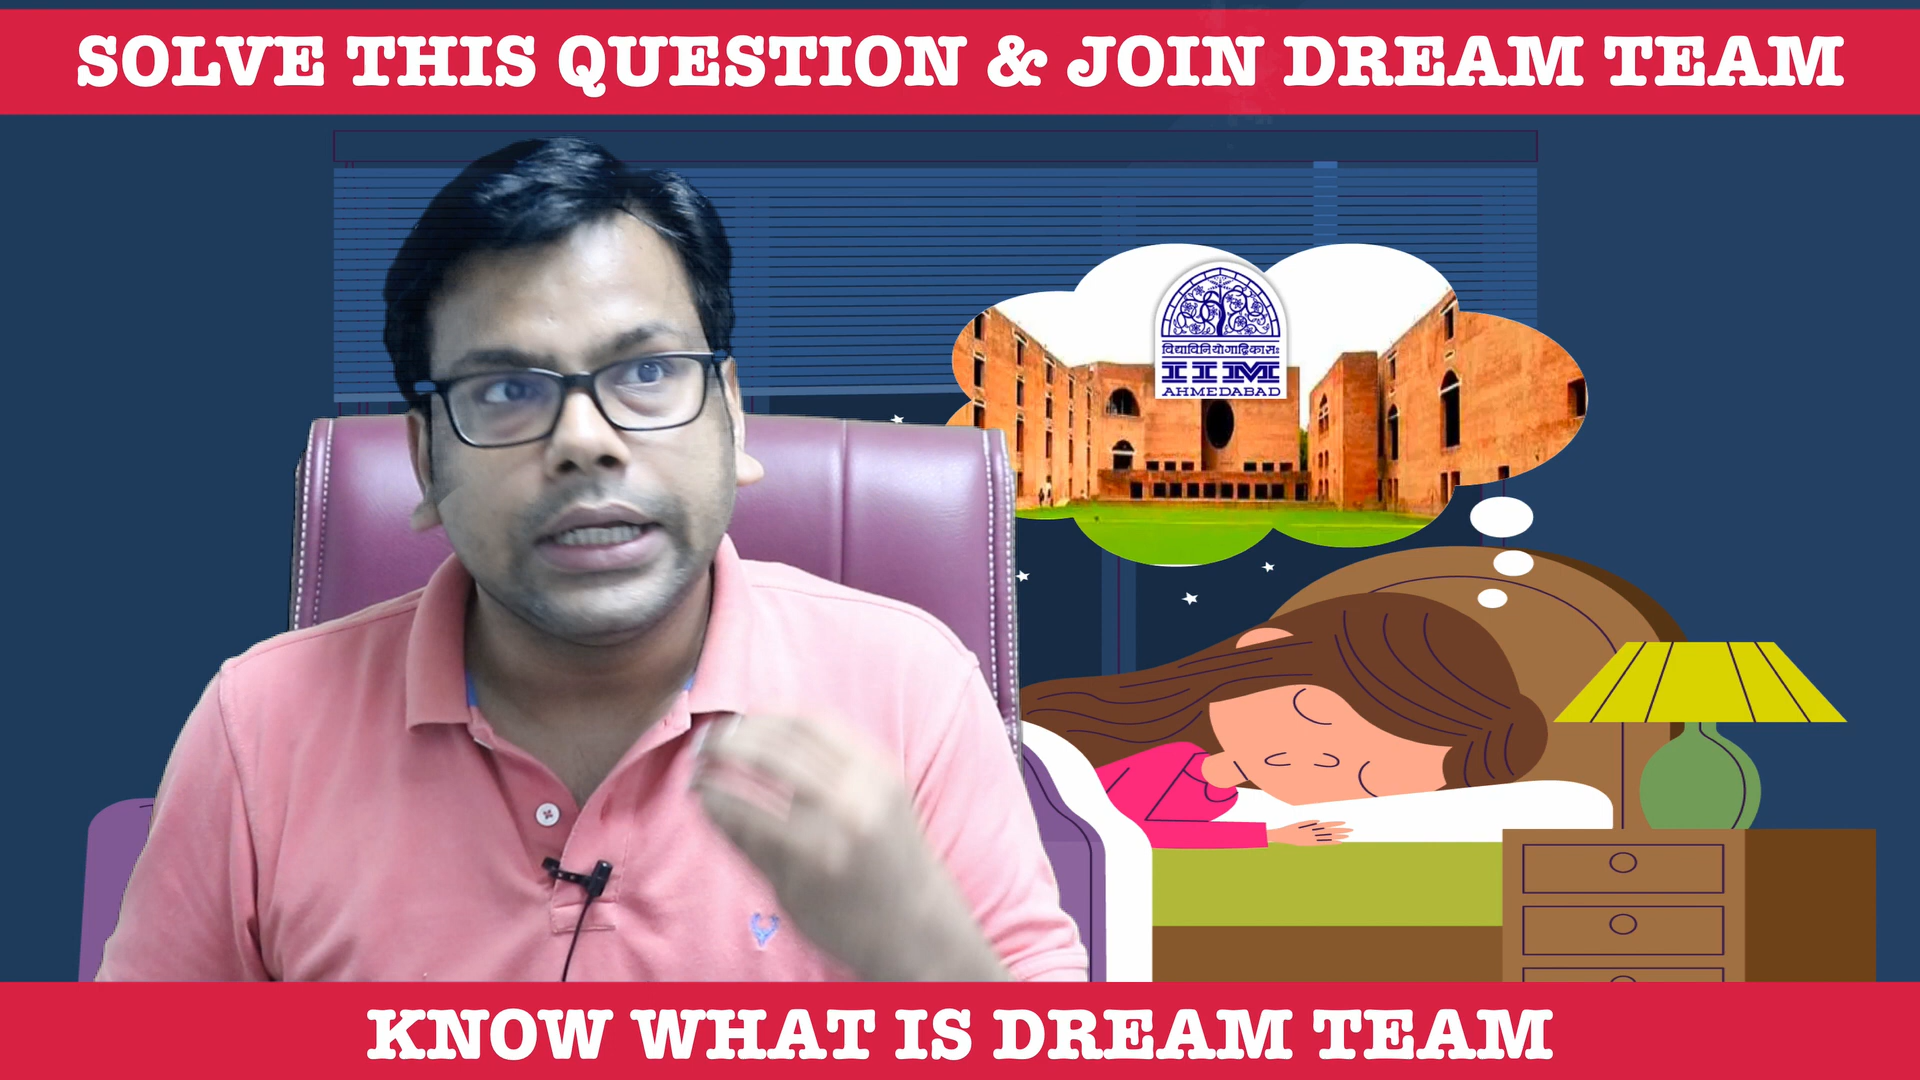 SOLVE THIS QUESTION & JOIN DREAM TEAM
विद्याविनियोगाद्विकासः
IIM
AHMEDABAD
KNOW WHAT IS DREAM TEAM